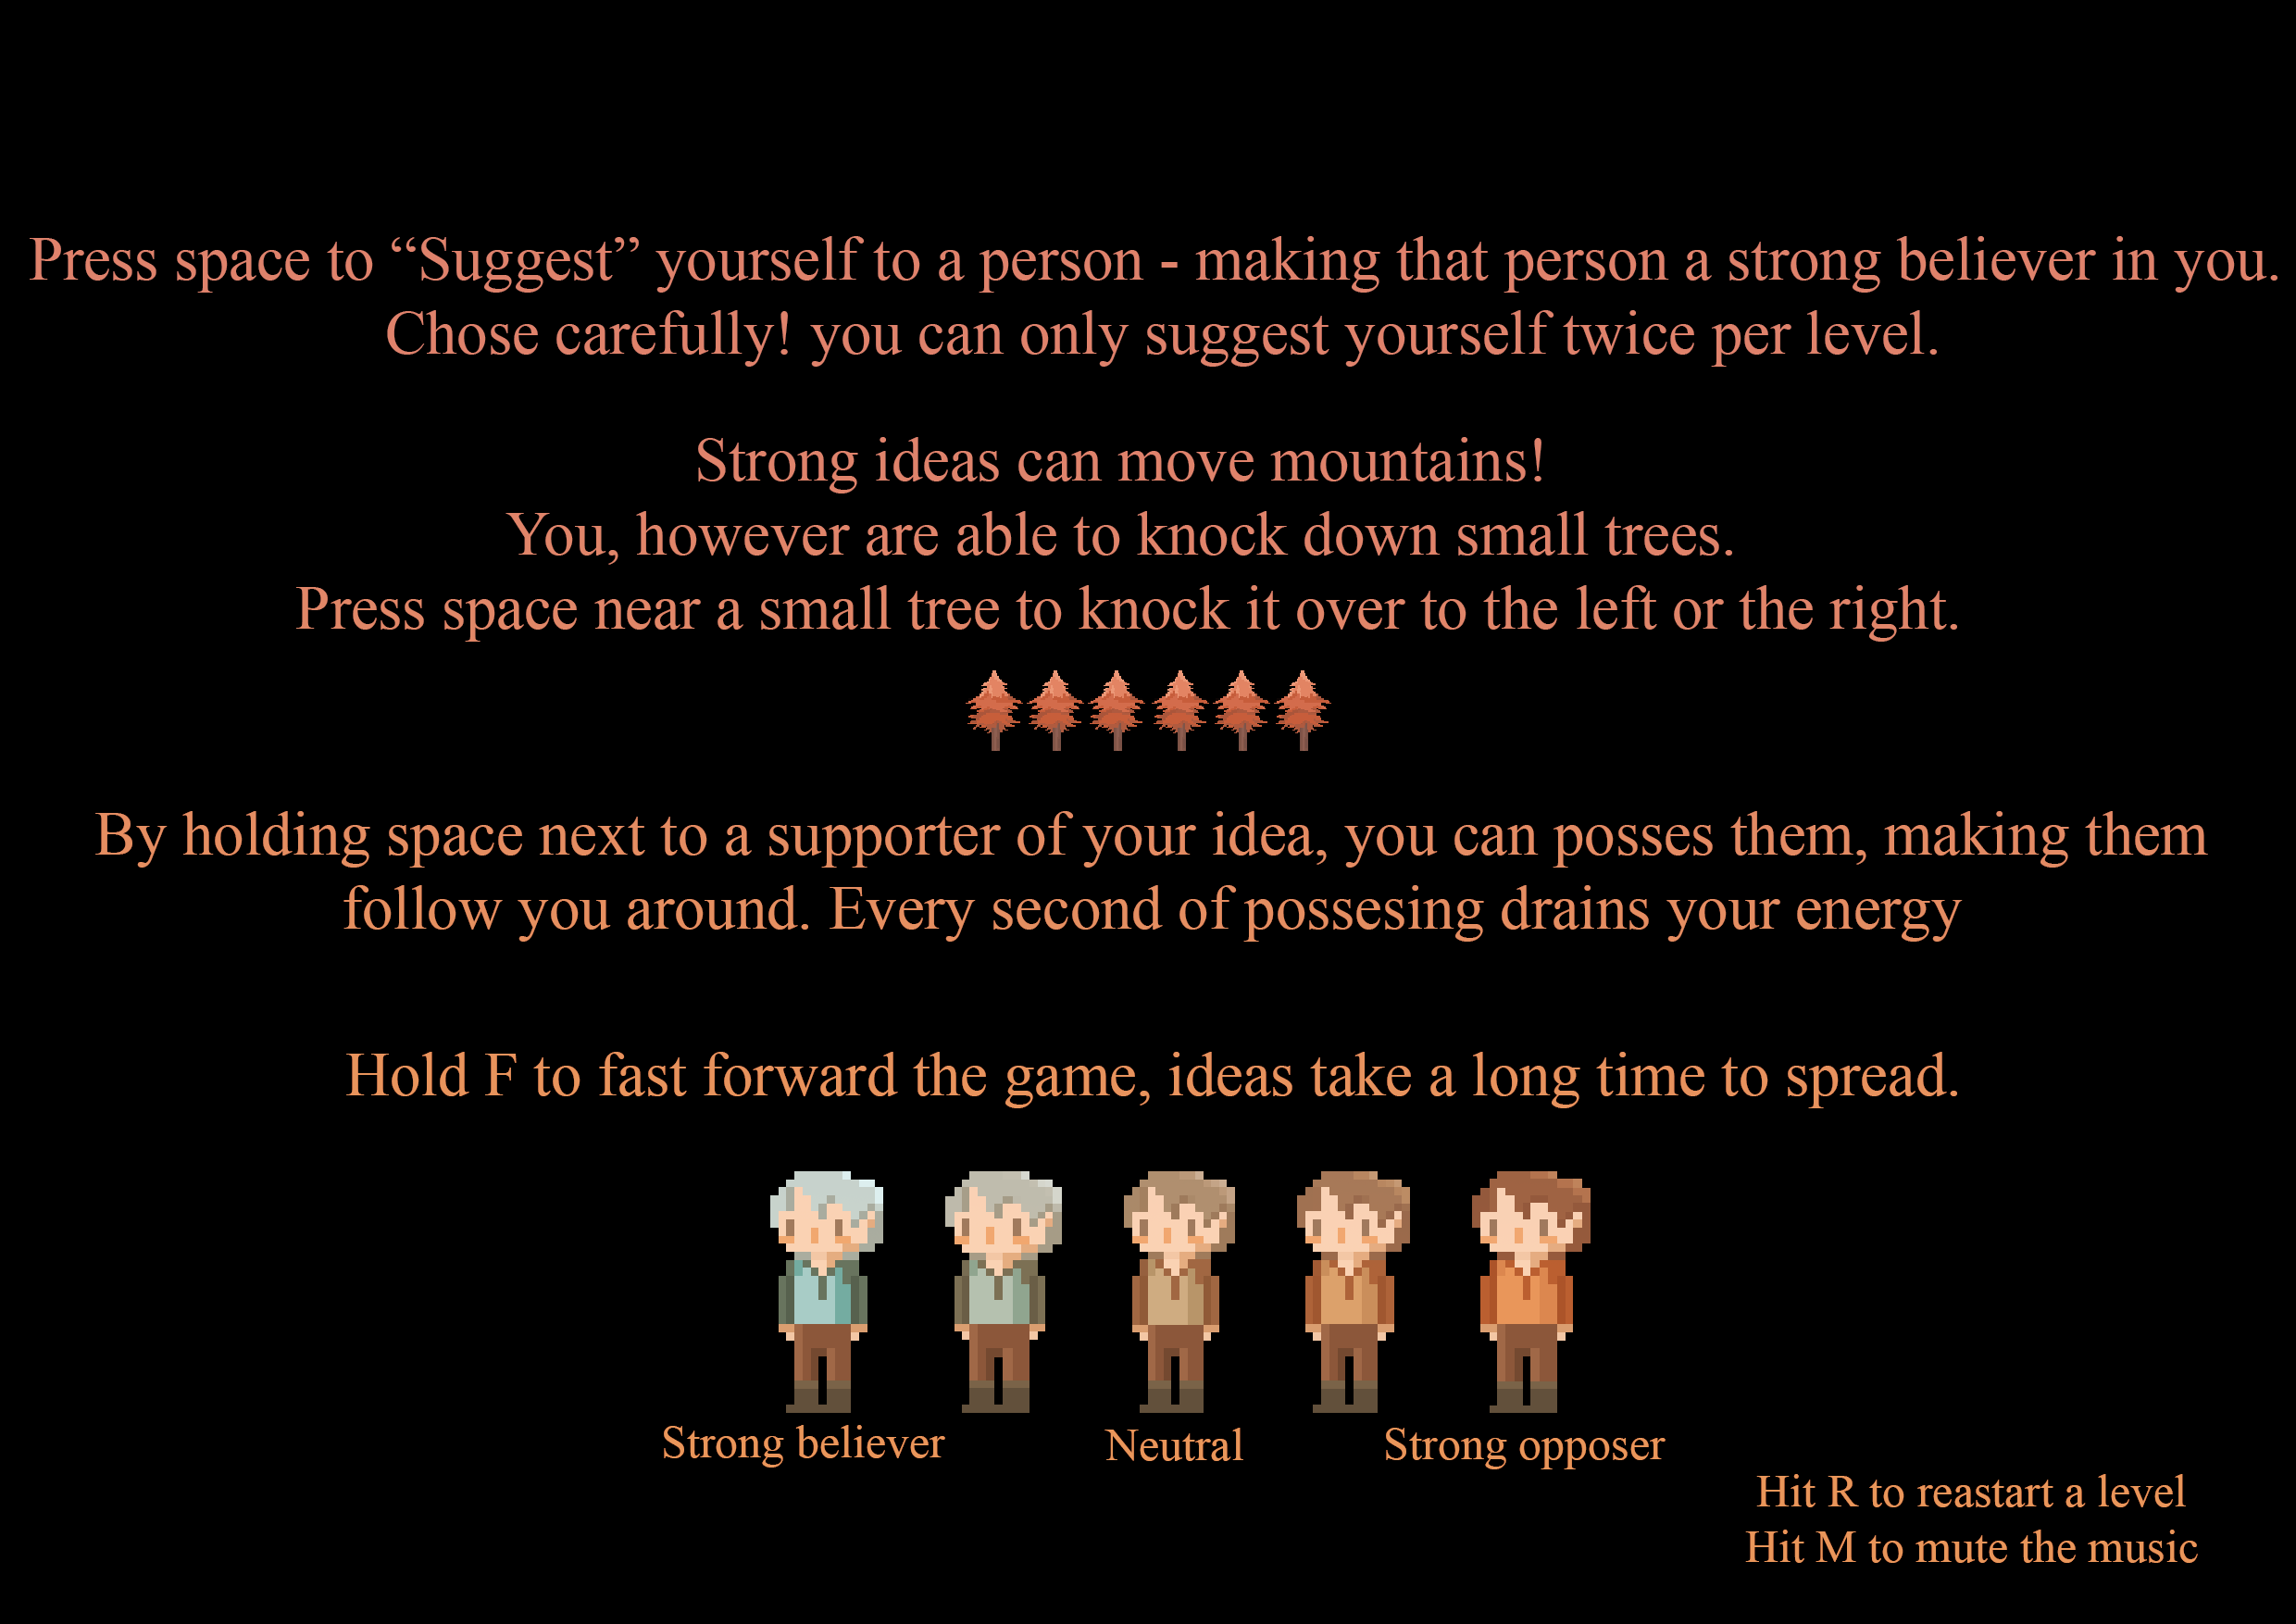 Press space to “Suggest” yourself to a person - making that person a strong believer in you.
Chose carefully! you can only suggest yourself twice per level.
Strong ideas can move mountains!
You, however are able to knock down small trees.
Press space near a small tree to knock it over to the left or the right.
By holding space next to a supporter of your idea, you can posses them, making them
follow you around. Every second of possesing drains your energy
Hold F to fast forward the game, ideas take a long time to spread.
Strong believer
Neutral
Strong opposer
Hit R to reastart a level
Hit M to mute the music